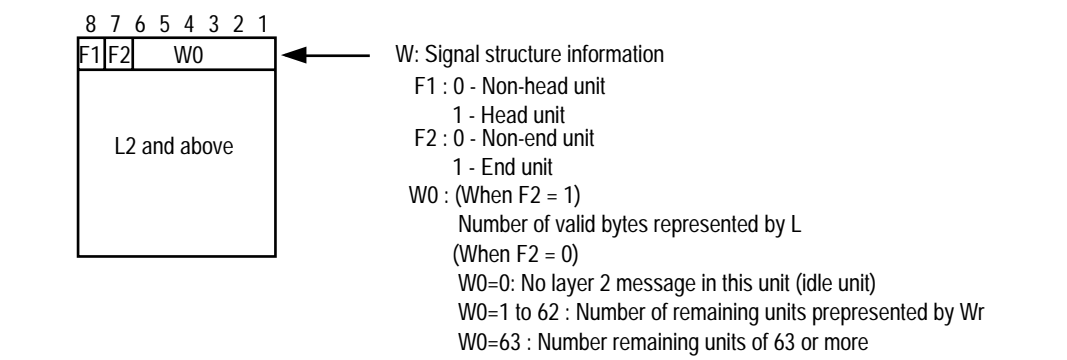 8 7 6 5 4 3 2 1
F1 F2 W0
W: Signal structure information
F1 : 0 - Non-head unit
1 - Head unit
F2 : 0 - Non-end unit
1 - End unit
L2 and above
W0 : (When F2 = 1)
Number of valid bytes represented by L
(When F2 = 0)
W0=0: No layer 2 message in this unit (idle unit)
W0=1 to 62 : Number of remaining units prepresented by Wr
W0=63 : Number remaining units of 63 or more